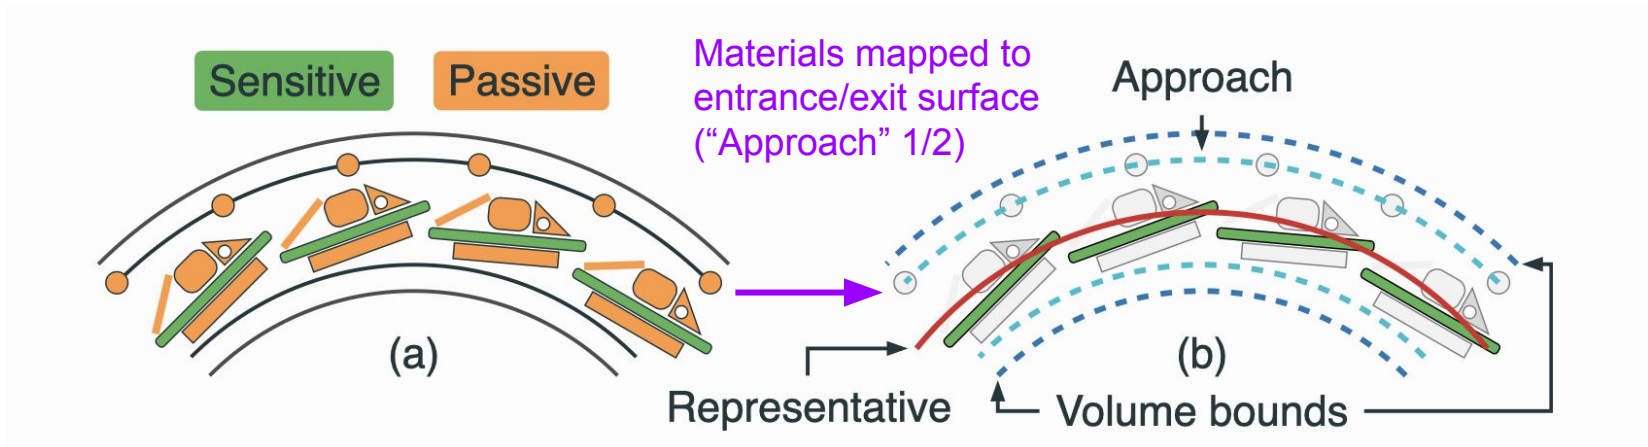 Sensitive
Passive
Materials mapped to
entrance/exit surface
(“Approach” 1/2)
Approach
(a)
(b)
Representative
Volume bounds